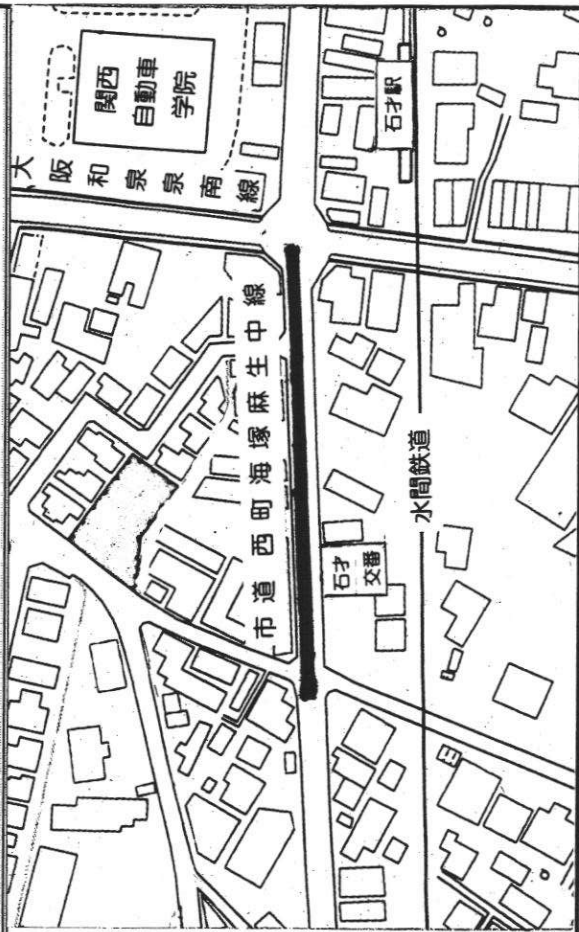 関西
自動車
学院
大阪和泉泉南線
石才駅
市道西町海塚麻生中線
石才
交番
水間鉄道